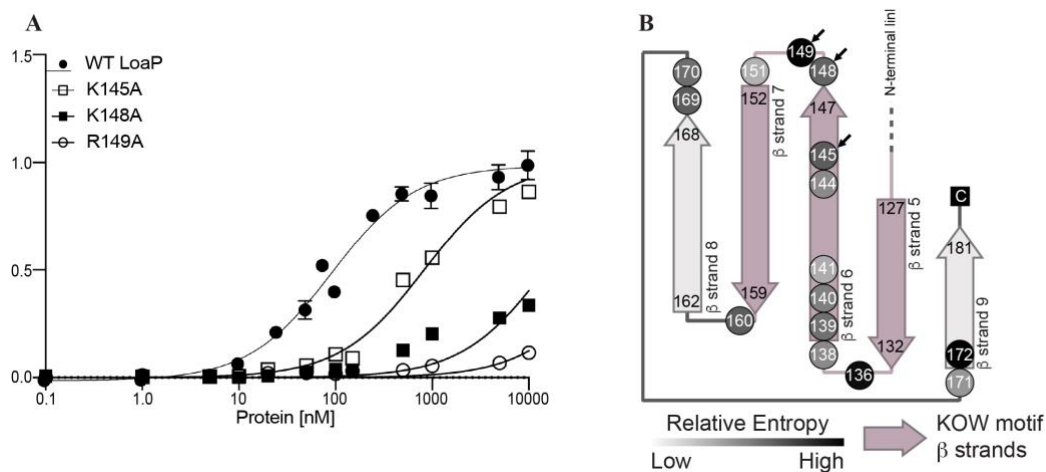 A
1.5
1.0
0.5
0.0
WT LoaP
K145A
K148A
R149A
0.1
1.0
10
100
1000
10000
Protein [nM]
B
149
148
147
145
144
141
140
139
138
β strand 6
170
169
168
162
β strand 8
151
152
159
β strand 7
160
N-terminal linl
127
132
β strand 5
136
C
181
172
171
β strand 9
Relative Entropy
Low High
KOW motif
β strands